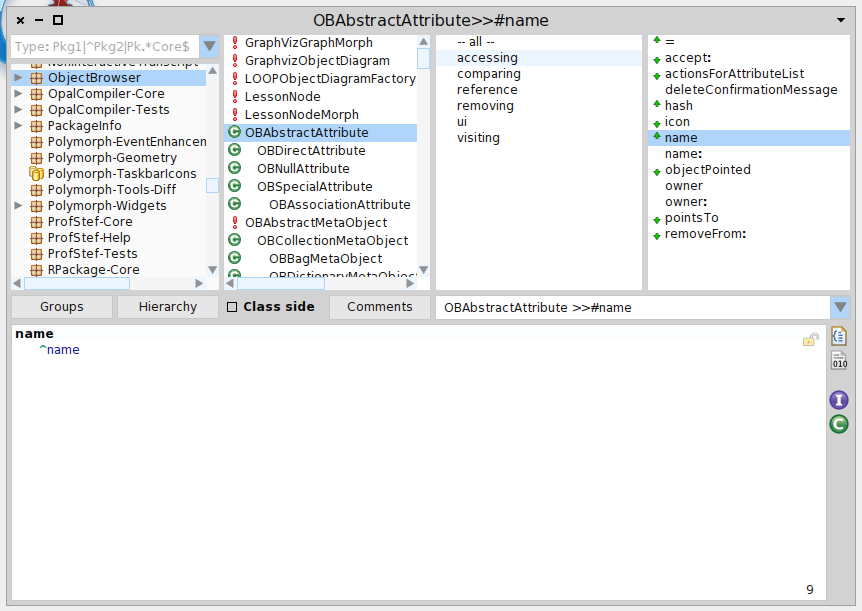 OBAbstractAttribute>>#name
Type: Pkg1|^Pkg2|Pk.*Core$
NonInteractiveTranscript
ObjectBrowser
OpalCompiler-Core
OpalCompiler-Tests
PackageInfo
Polymorph-EventEnhancen
Polymorph-Geometry
Polymorph-TaskbarIcons
Polymorph-Tools-Diff
Polymorph-Widgets
ProfStef-Core
ProfStef-Help
ProfStef-Tests
RPackage-Core
GraphVizGraphMorph
GraphvizObjectDiagram
LOOPObjectDiagramFactory
LessonNode
LessonNodeMorph
OBAbstractAttribute
OBDirectAttribute
OBNullAttribute
OBSpecialAttribute
OBAssociationAttribute
OBAbstractMetaObject
OBCollectionMetaObject
OBBagMetaObject
OBDictionaryMetaObject
-- all --
accessing
comparing
reference
removing
ui
visiting
=
accept:
actionsForAttributeList
deleteConfirmationMessage
hash
icon
name
name:
objectPointed
owner
owner:
pointsTo
removeFrom:
Groups
Hierarchy
Class side
Comments
OBAbstractAttribute >>#name
name
^name
010
I
C
9